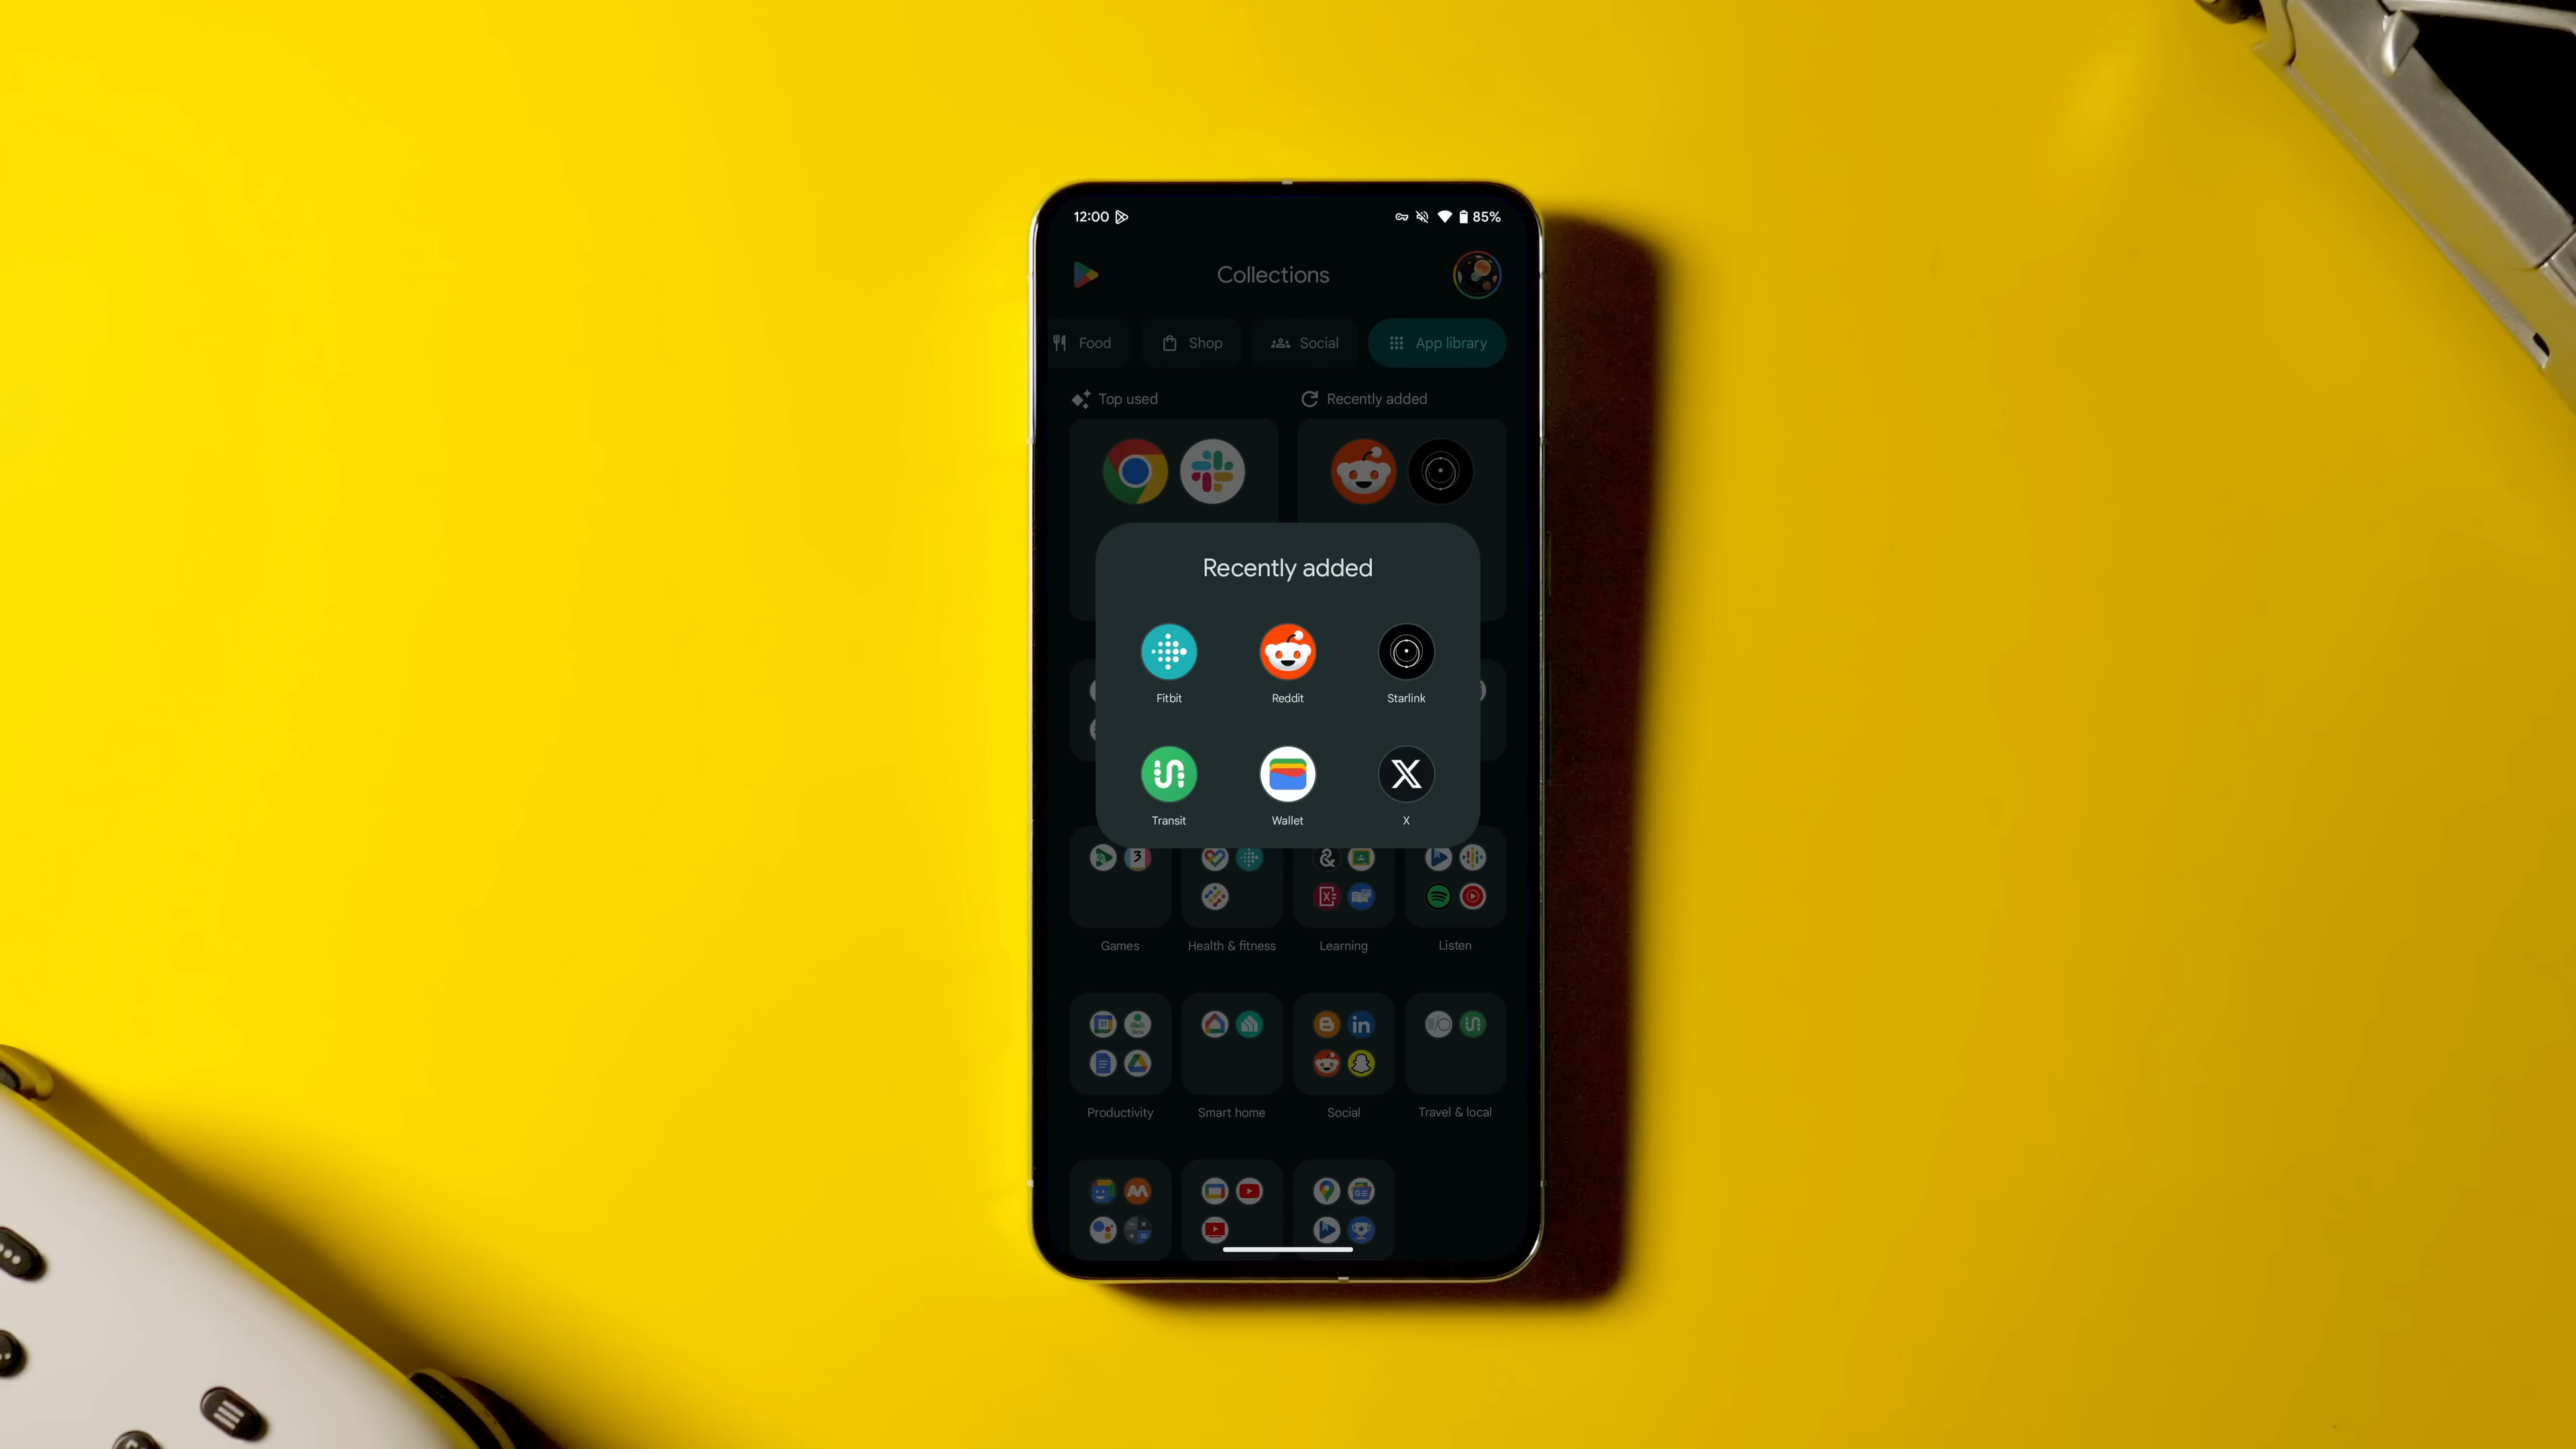 12:00 85%
Collections
Food Shop Social App library
Top used Recently added
Recently added
Fitbit Reddit Starlink
Transit Wallet X
Games Health & fitness Learning Listen
Productivity Smart home Social Travel & local